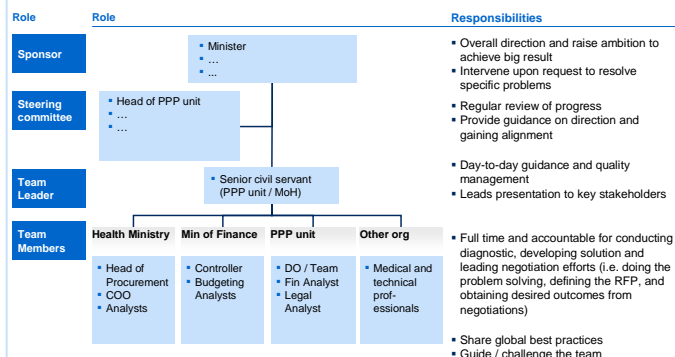 Role
Role
Responsibilities
Sponsor
▪ Minister
▪ …
▪ ...
▪ Overall direction and raise ambition to
achieve big result
▪ Intervene upon request to resolve
specific problems
Steering
committee
▪ Head of PPP unit
▪ …
▪ …
▪ Regular review of progress
▪ Provide guidance on direction and
gaining alignment
Team
Leader
▪ Senior civil servant
(PPP unit / MoH)
▪ Day-to-day guidance and quality
management
▪ Leads presentation to key stakeholders
Team
Members
Health Ministry
▪ Head of
Procurement
▪ COO
▪ Analysts
Min of Finance
▪ Controller
▪ Budgeting
Analysts
PPP unit
▪ DO / Team
▪ Fin Analyst
▪ Legal
Analyst
Other org
▪ Medical and
technical
prof-
essionals
▪ Full time and accountable for conducting
diagnostic, developing solution and
leading negotiation efforts (i.e. doing the
problem solving, defining the RFP, and
obtaining desired outcomes from
negotiations)
▪ Share global best practices
▪ Guide / challenge the team